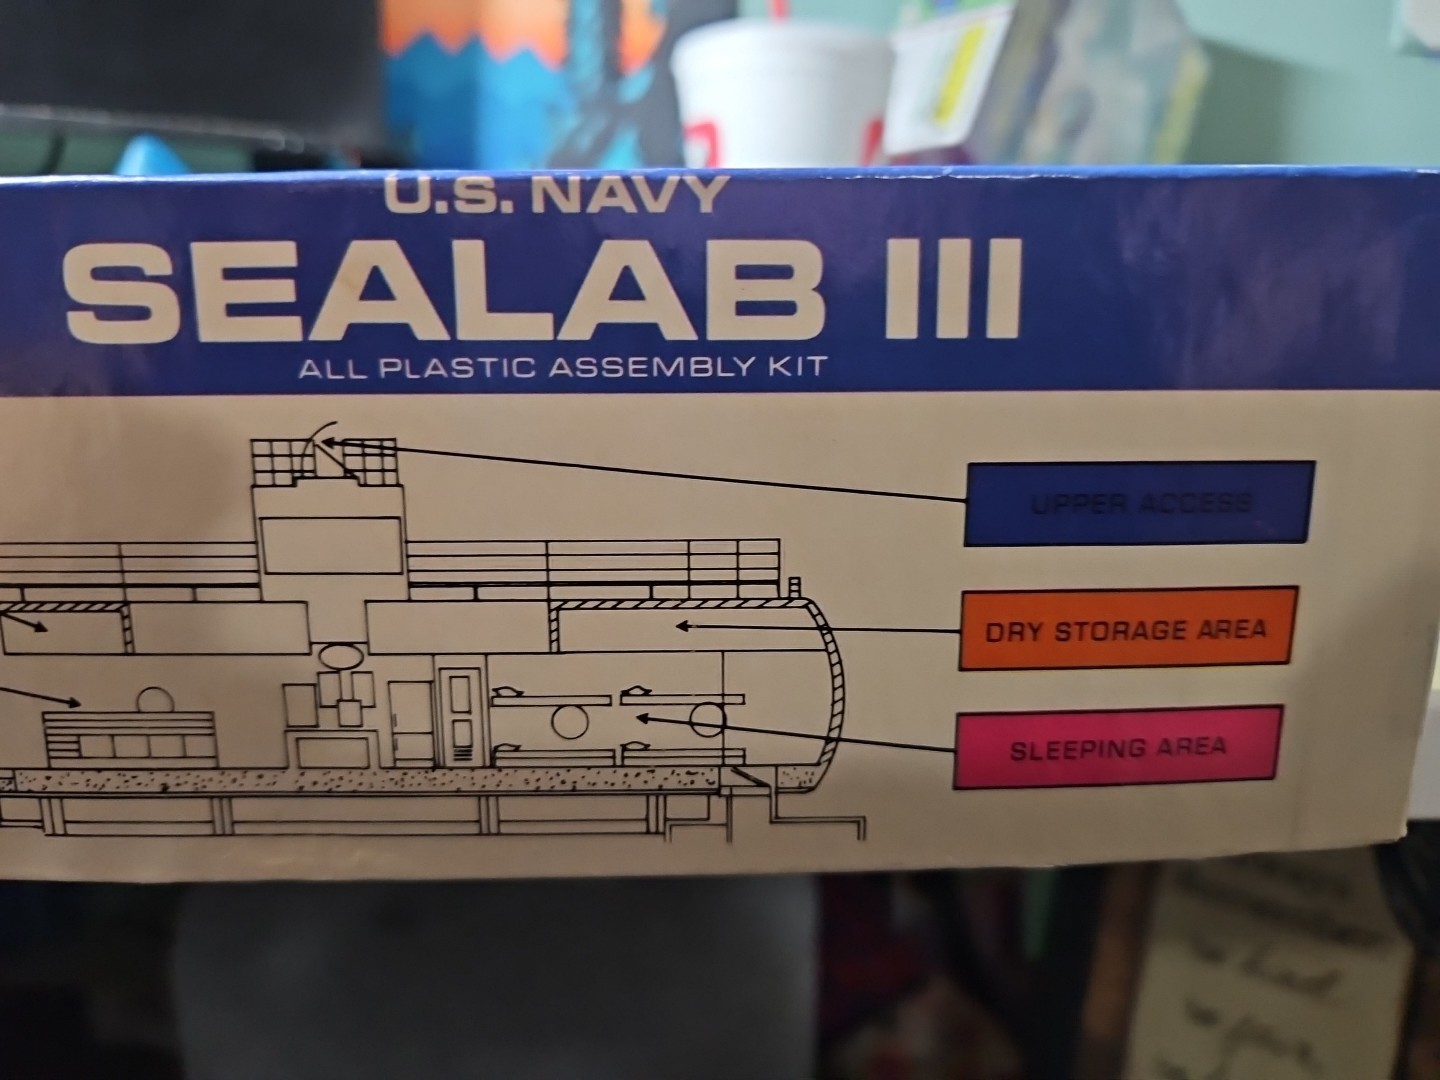 U.S. NAVY
SEALAB III
ALL PLASTIC ASSEMBLY KIT
UPPER ACCESS
DRY STORAGE AREA
SLEEPING AREA